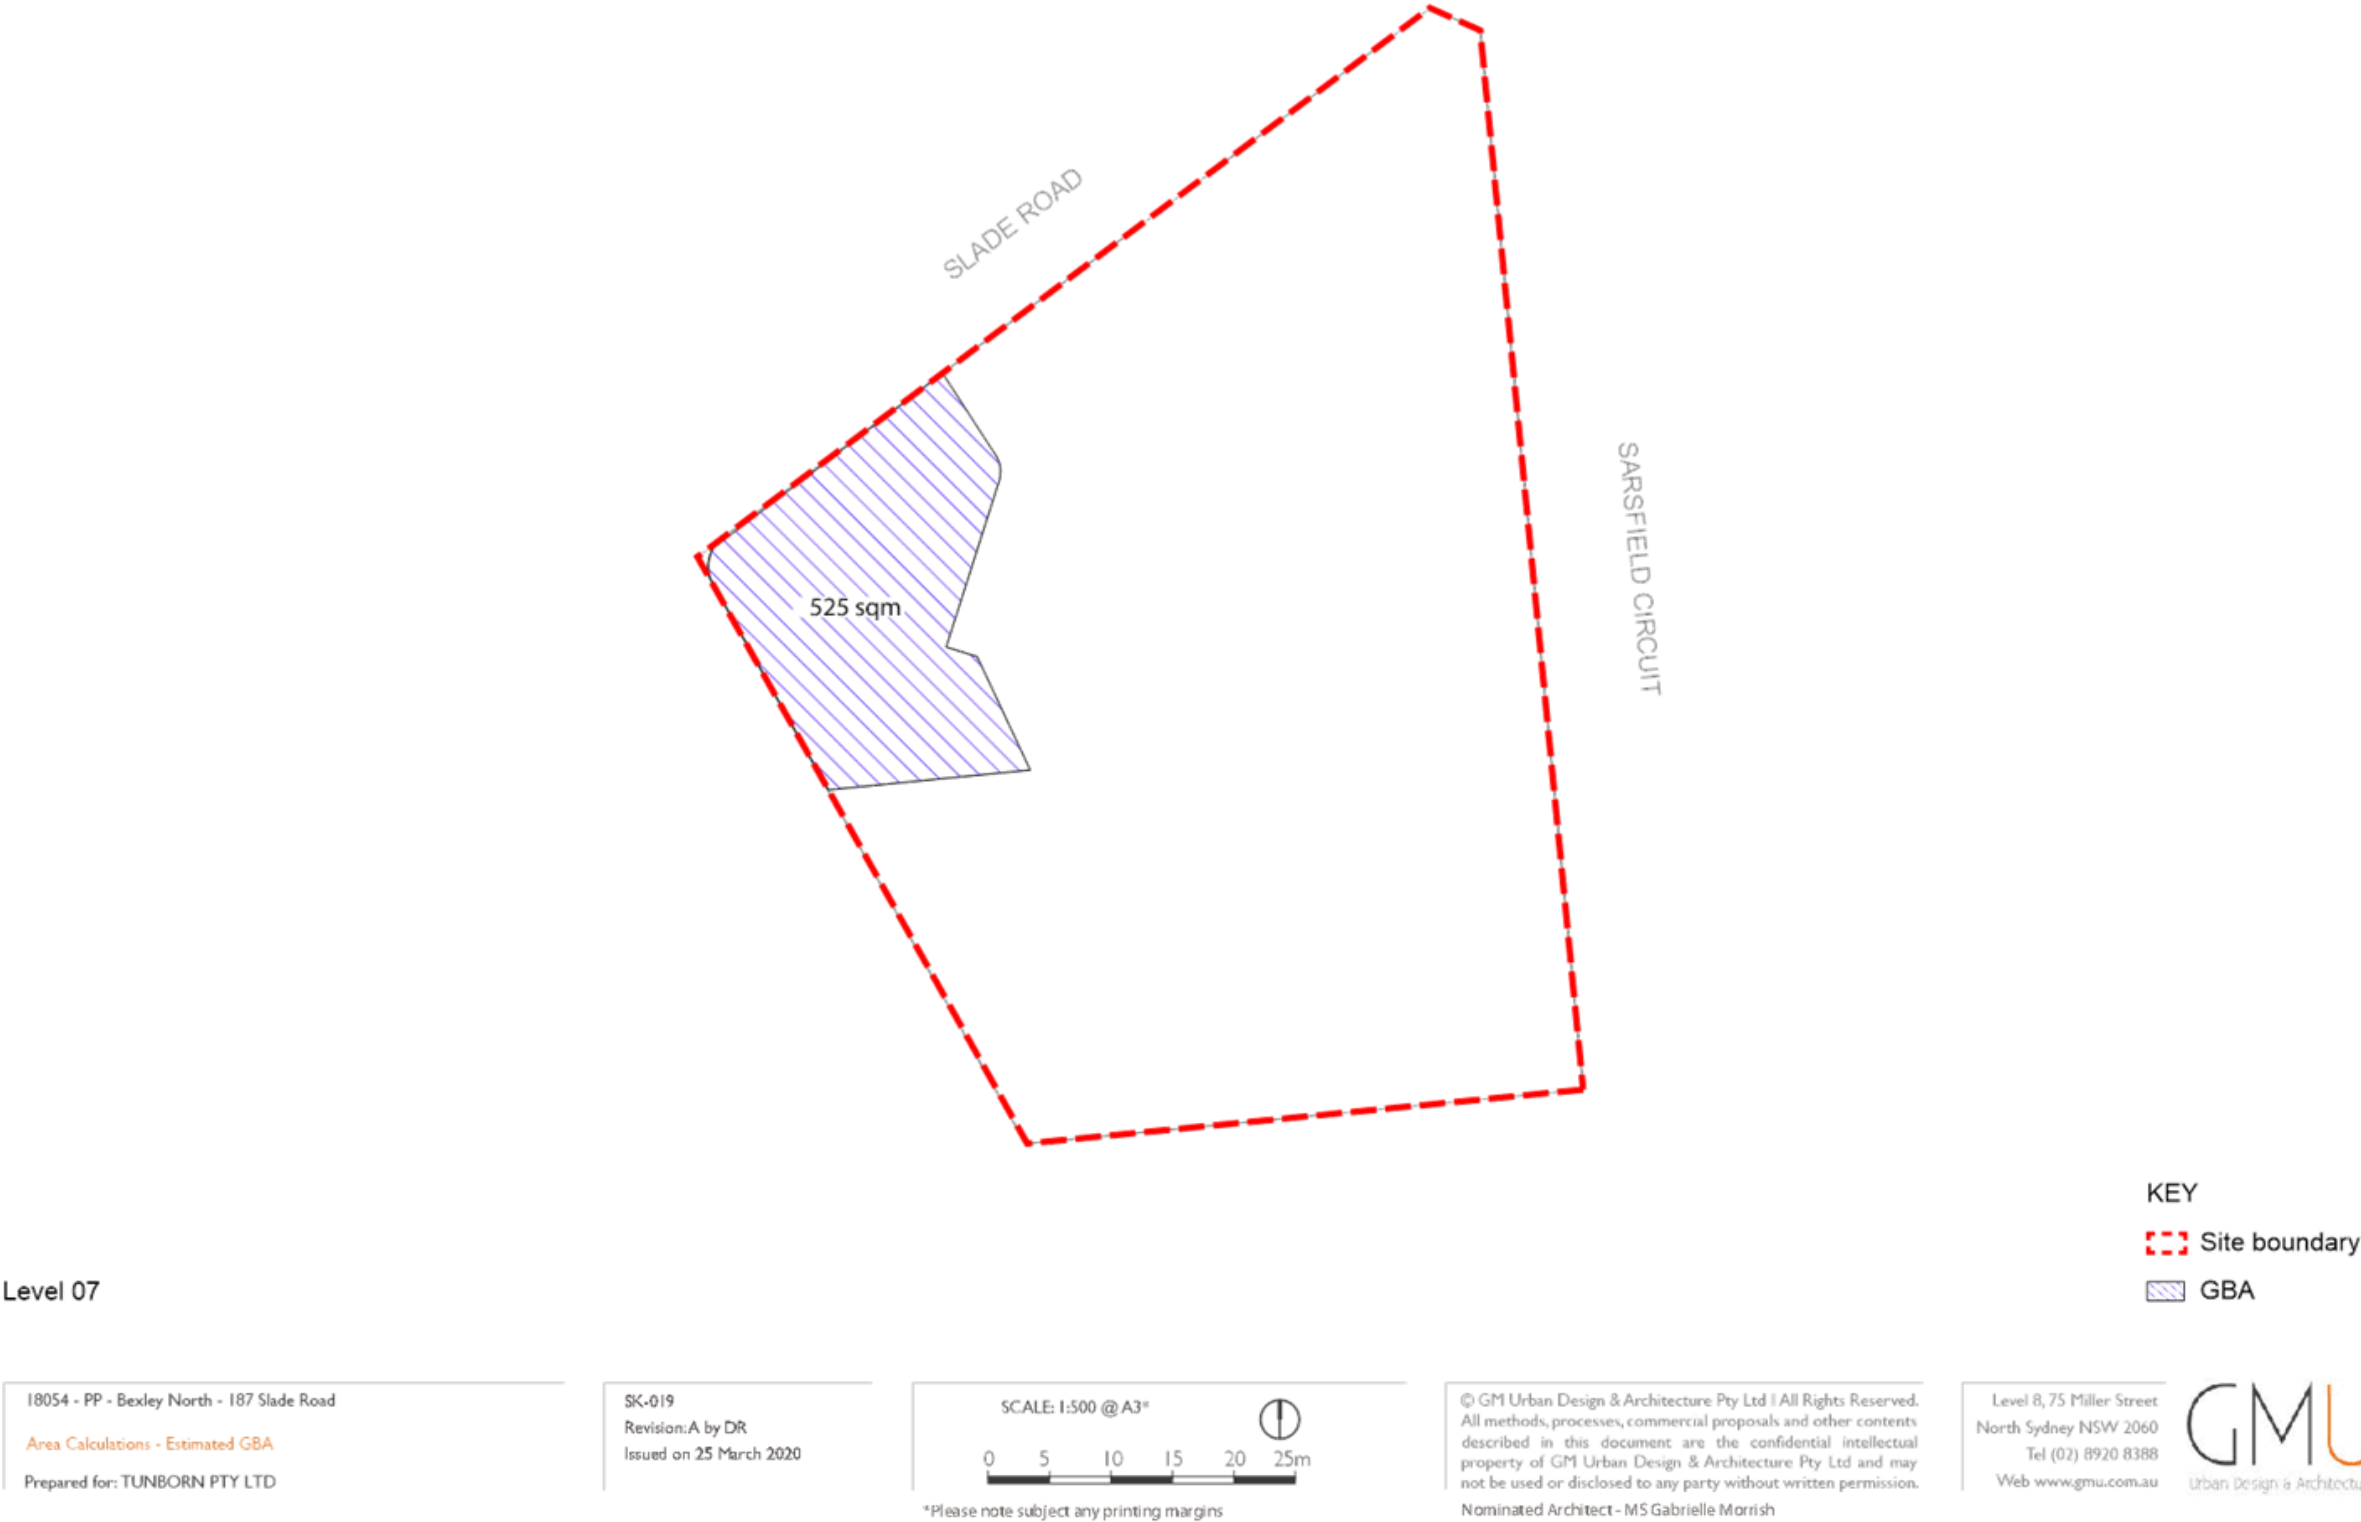 SLADE ROAD
SARSFIELD CIRCUIT
525 sqm
KEY
Site boundary
GBA
Level 07
18054 - PP - Bexley North - 187 Slade Road
Area Calculations - Estimated GBA
Prepared for: TUNBORN PTY LTD
SK-019
Revision: A by DR
Issued on 25 March 2020
SCALE: 1:500 @ A3*
0 5 10 15 20 25m
*Please note subject any printing margins
© GM Urban Design & Architecture Pty Ltd | All Rights Reserved.
All methods, processes, commercial proposals and other contents
described in this document are the confidential intellectual
property of GM Urban Design & Architecture Pty Ltd and may
not be used or disclosed to any party without written permission.
Nominated Architect - MS Gabrielle Morrish
Level 8, 75 Miller Street
North Sydney NSW 2060
Tel (02) 8920 8388
Web www.gmu.com.au
GMU
Urban Design & Architectu